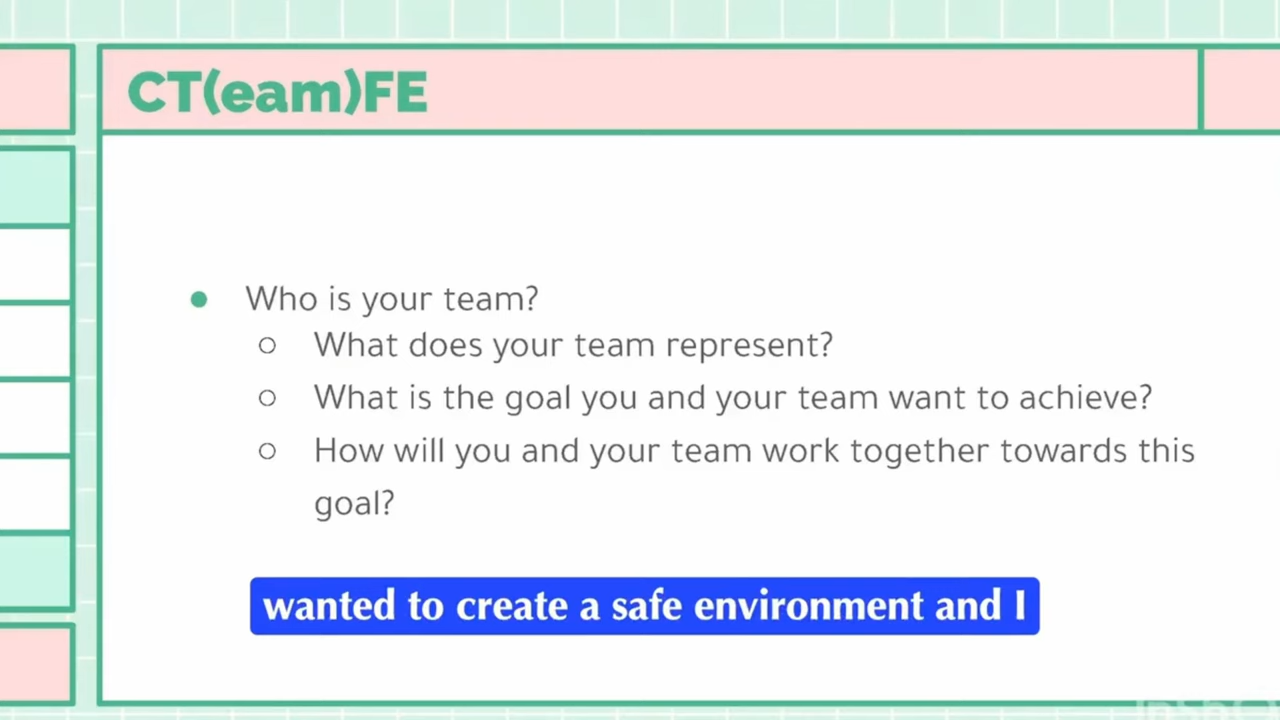 CT(eam)FE
Who is your team?
What does your team represent?
What is the goal you and your team want to achieve?
How will you and your team work together towards this
goal?
wanted to create a safe environment and I